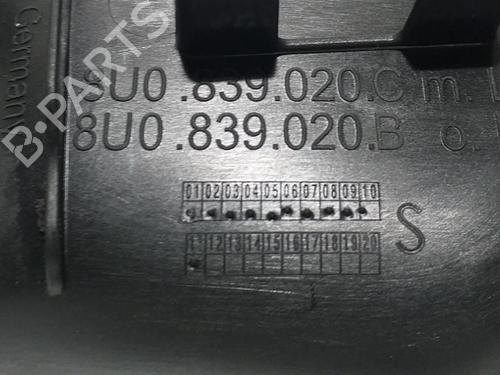 Germany
8U0.839.020.C m.
8U0.839.020.B o.
01 02 03 04 05 06 07 08 09 10
11 12 13 14 15 16 17 18 19 20
S
B-PARTS